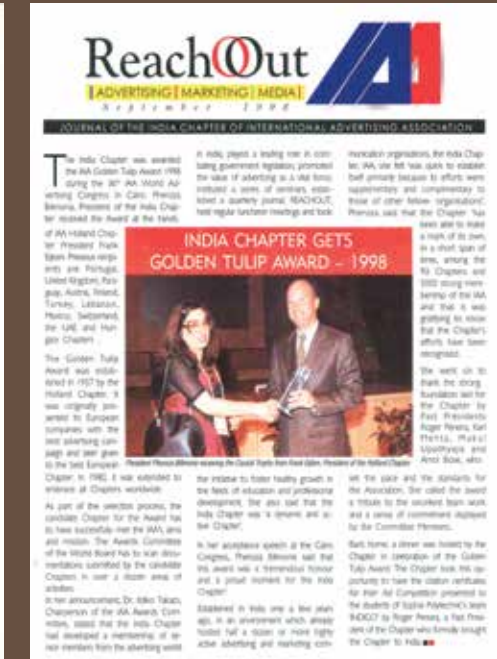 ReachOut
IAA
ADVERTISING | MARKETING | MEDIA
September 1998
JOURNAL OF THE INDIA CHAPTER OF INTERNATIONAL ADVERTISING ASSOCIATION
The India Chapter was awarded
the IAA Golden Tulip Award 1998
during the 36th IAA World Ad-
vertising Congress in Cairo. Pheroza
Bilimoria, President of the India Chap-
ter received the Award at the hands
of IAA Holland Chap-
ter President Frank
Previous recipi-
ents are Portugal,
United Kingdom, Para-
guay, Austria, Finland,
Turkey, Lebanon,
Mexico, Switzerland,
the UAE and Hun-
gary Chapters.
The Golden Tulip
Award was estab-
lished in 1957 by the
Holland Chapter. It
was originally pre-
sented to European
companies with the
best advertising cam-
paign and later given
to the best European
Chapter. In 1980, it was extended to
embrace all Chapters worldwide.
As part of the selection process, the
candidate Chapter for the Award has
to have successfully met the IAA's aims
and mission. The Awards Committee
of the World Board has to scan docu-
mentations submitted by the candidate
Chapters in over a dozen areas of
activities.
In her announcement, Dr.
Chairperson of the IAA Awards Com-
mittee, stated that the India Chapter
had developed a membership of se-
nior members from the advertising world
in India, played a leading role in com-
bating government legislation, promoted
the value of advertising as a vital force,
instituted a series of seminars, estab-
lished a quarterly journal REACHOUT,
held regular luncheon meetings and took
INDIA CHAPTER GETS
GOLDEN TULIP AWARD – 1998
President Pheroza Bilimoria receiving the Crystal Trophy from Frank, President of the Holland Chapter
the initiative to foster healthy growth in
the fields of education and professional
development. She also said that the
India Chapter was 'a dynamic and ac-
tive Chapter'.
In her acceptance speech at the Cairo
Congress, Pheroza Bilimoria said that
this award was a tremendous honour
and a proud moment for the India
Chapter
Established in India only a few years
ago, in an environment which already
hosted half a dozen or more highly
active advertising and marketing com-
munication organisations, the India Chap-
ter, IAA, she felt 'was quick to establish
itself primarily because its efforts were
supplementary and complimentary to
those of other fellow organisations'.
Pheroza said that the Chapter 'has
been able to make
a mark of its own,
in a short span of
time, among the
Chapters and
strong mem-
bership of the IAA
and that it was
gratifying to know
that the Chapter's
efforts have been
recognised.
She went on to
thank the strong
foundation laid for
the Chapter by
Past Presidents
Roger Pereira, Karl
Mehta, Mukul
Upadhyaya and
Amit Bose, who
set the pace and the standards for
the Association. She called the award
a tribute to the excellent team work
and a sense of commitment displayed
by the Committee Members.
Back home, a dinner was hosted by the
Chapter in celebration of the Golden
Tulip Award. The Chapter took this op-
portunity to have the citation certificates
for Inter Ad Competition presented to
the students of Sophia Polytechnic's team
'INDIGO' by Roger Pereira, a Past Presi-
dent of the Chapter who formally brought
the Chapter to India